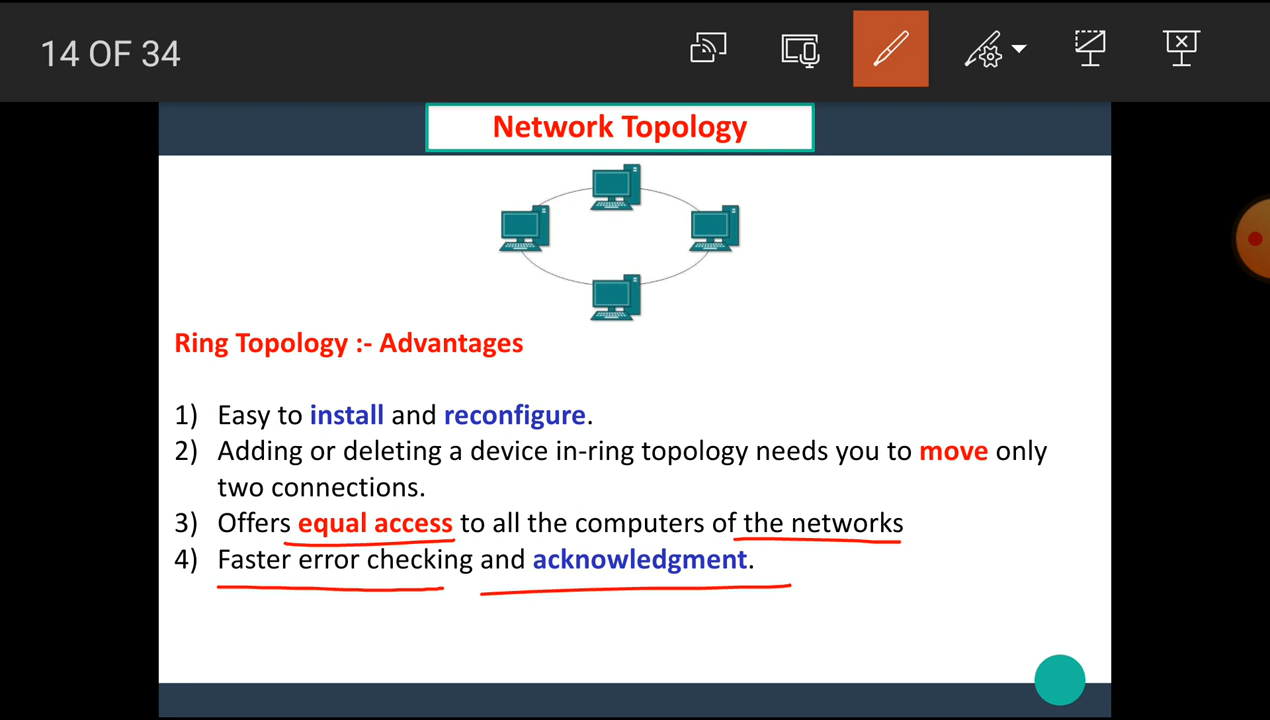 14 OF 34
Network Topology
Ring Topology :- Advantages
1) Easy to install and reconfigure.
2) Adding or deleting a device in-ring topology needs you to move only
two connections.
3) Offers equal access to all the computers of the networks
4) Faster error checking and acknowledgment.